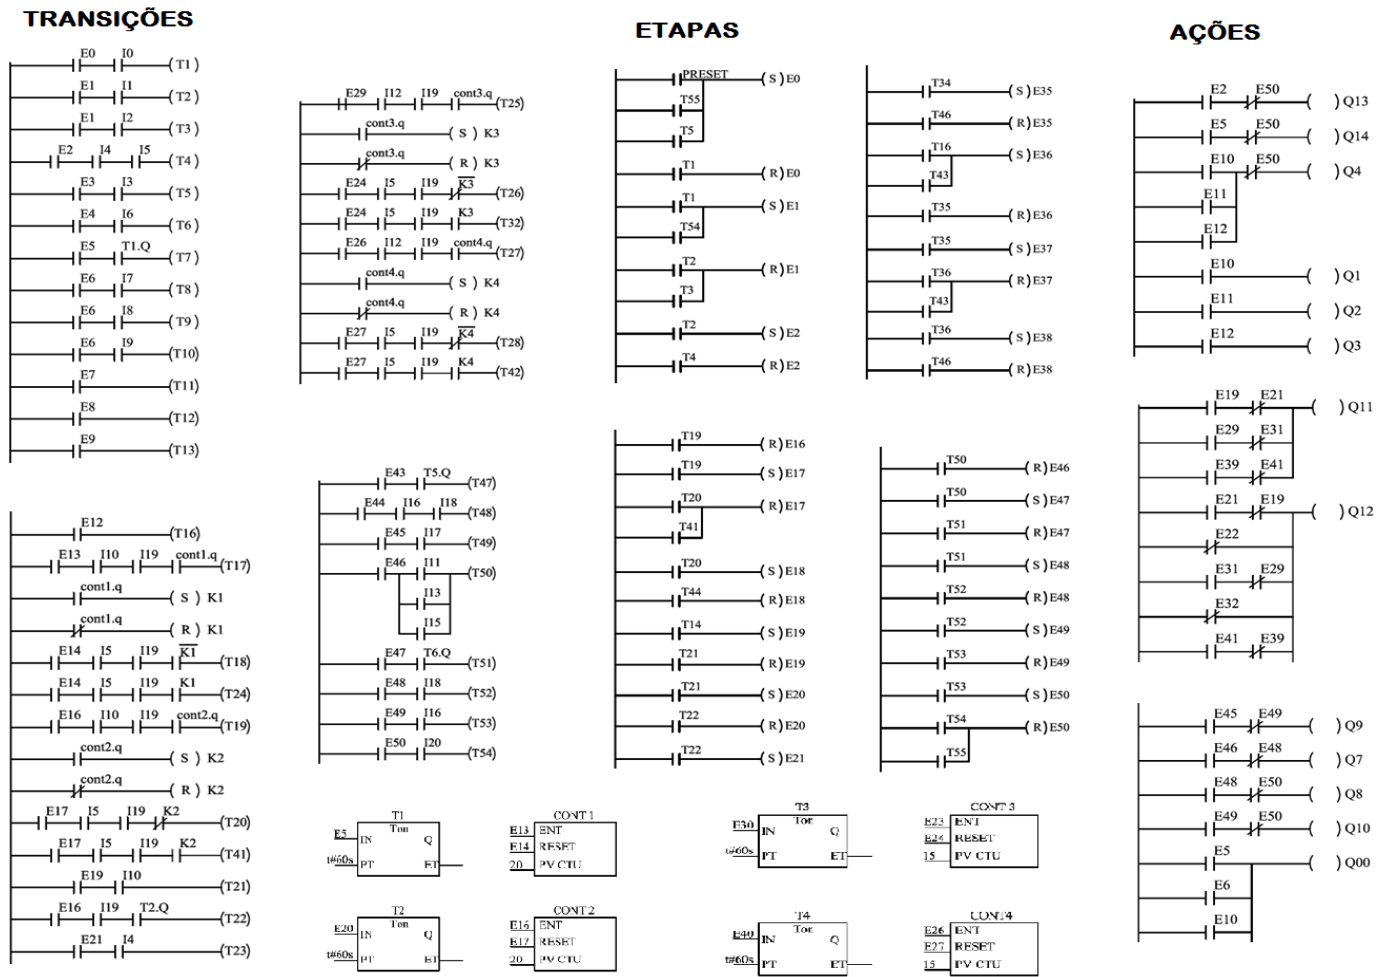 TRANSIÇÕES
E0 I0 (T1)
E1 I1 (T2)
E1 I2 (T3)
E2 I4 I5 (T4)
E3 I3 (T5)
E4 I6 (T6)
E5 T1.Q (T7)
E6 I7 (T8)
E6 I8 (T9)
E6 I9 (T10)
E7 (T11)
E8 (T12)
E9 (T13)
E12 (T16)
E13 I10 I19 cont1.q (T17)
cont1.q (S) K1
cont1.q (R) K1
E14 I5 I19 K1 (T18)
E14 I5 I19 K1 (T24)
E16 I10 I19 cont2.q (T19)
cont2.q (S) K2
cont2.q (R) K2
E17 I5 I19 K2 (T20)
E17 I5 I19 K2 (T41)
E19 I10 (T21)
E16 I19 T2.Q (T22)
E21 I4 (T23)
E29 I12 I19 cont3.q (T25)
cont3.q (S) K3
cont3.q (R) K3
E24 I5 I19 K3 (T26)
E24 I5 I19 K3 (T32)
E26 I12 I19 cont4.q (T27)
cont4.q (S) K4
cont4.q (R) K4
E27 I5 I19 K4 (T28)
E27 I5 I19 K4 (T42)
E43 T5.Q (T47)
E44 I16 I18 (T48)
E45 I17 (T49)
E46 I11 (T50)
I13
I15
E47 T6.Q (T51)
E48 I18 (T52)
E49 I16 (T53)
E50 I20 (T54)
ETAPAS
PRESET (S) E0
T55
T5
T1 (R) E0
T1 (S) E1
T54
T2 (R) E1
T3
T2 (S) E2
T4 (R) E2
T34 (S) E35
T46 (R) E35
T16 (S) E36
T43
T35 (R) E36
T35 (S) E37
T36 (R) E37
T43
T36 (S) E38
T46 (R) E38
T19 (R) E16
T19 (S) E17
T20 (R) E17
T41
T20 (S) E18
T44 (R) E18
T14 (S) E19
T21 (R) E19
T21 (S) E20
T22 (R) E20
T22 (S) E21
T50 (R) E46
T50 (S) E47
T51 (R) E47
T51 (S) E48
T52 (R) E48
T52 (S) E49
T53 (R) E49
T53 (S) E50
T54 (R) E50
T55
T1
Ton
E5 IN Q
t#60s PT ET
CONT 1
E13 ENT
E14 RESET
20 PV CTU
T3
Ton
E30 IN Q
t#60s PT ET
CONT 3
E23 ENT
E24 RESET
15 PV CTU
T2
Ton
E20 IN Q
t#60s PT ET
CONT 2
E16 ENT
E17 RESET
20 PV CTU
T4
Ton
E40 IN Q
t#60s PT ET
CONT4
E26 ENT
E27 RESET
15 PV CTU
AÇÕES
E2 E50 ( ) Q13
E5 E50 ( ) Q14
E10 E50 ( ) Q4
E11
E12
E10 ( ) Q1
E11 ( ) Q2
E12 ( ) Q3
E19 E21 ( ) Q11
E29 E31
E39 E41
E21 E19 ( ) Q12
E22
E31 E29
E32
E41 E39
E45 E49 ( ) Q9
E46 E48 ( ) Q7
E48 E50 ( ) Q8
E49 E50 ( ) Q10
E5 ( ) Q00
E6
E10